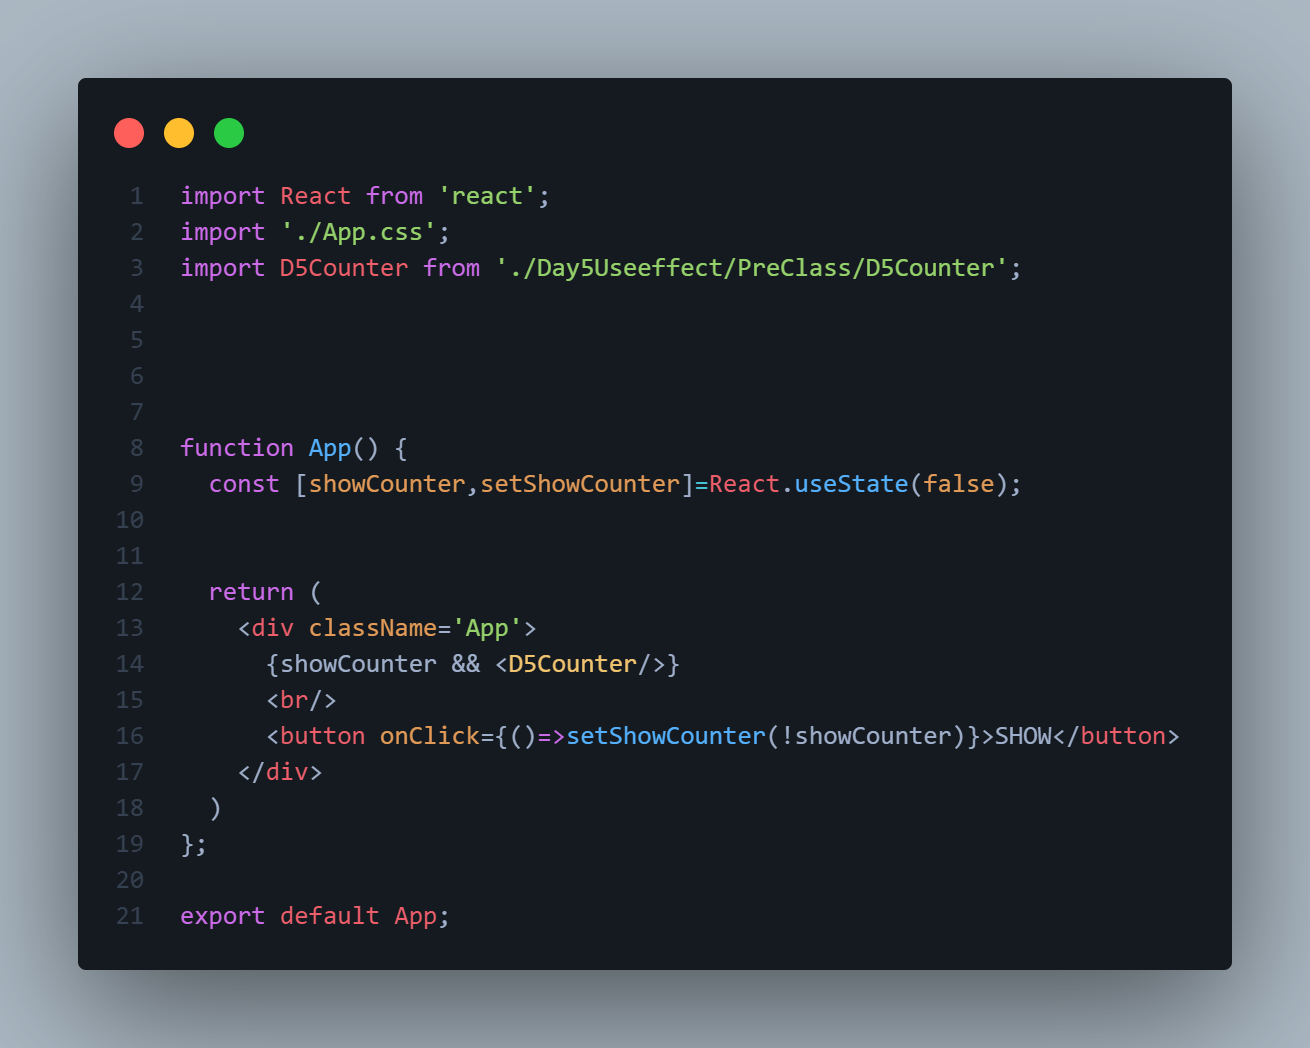 1 import React from 'react';
2 import './App.css';
3 import D5Counter from './Day5Useeffect/PreClass/D5Counter';
4
5
6
7
8 function App() {
9   const [showCounter,setShowCounter]=React.useState(false);
10
11
12   return (
13     <div className='App'>
14       {showCounter && <D5Counter/>}
15       <br/>
16       <button onClick={()=>setShowCounter(!showCounter)}>SHOW</button>
17     </div>
18   )
19 };
20
21 export default App;